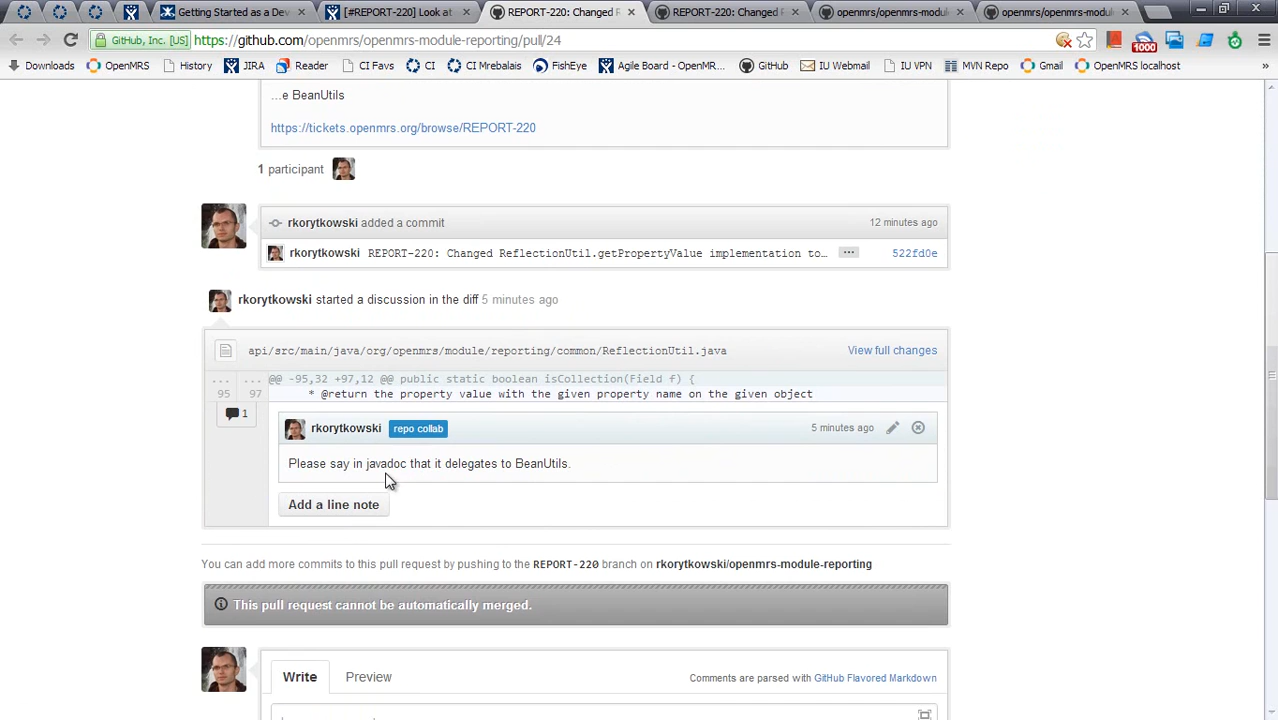 Getting Started as a Dev
[#REPORT-220] Look at
REPORT-220: Changed
REPORT-220: Changed F
openmrs/openmrs-module
openmrs/openmrs-module
GitHub, Inc. [US]
https://github.com/openmrs/openmrs-module-reporting/pull/24
1000
Downloads
OpenMRS
History
JIRA
Reader
CI Favs
CI
CI Mrebalais
FishEye
Agile Board - OpenMR...
GitHub
IU Webmail
IU VPN
MVN Repo
Gmail
OpenMRS localhost
»
...e BeanUtils
https://tickets.openmrs.org/browse/REPORT-220
1 participant
rkorytkowski added a commit
12 minutes ago
rkorytkowski REPORT-220: Changed ReflectionUtil.getPropertyValue implementation to… ...
522fd0e
rkorytkowski started a discussion in the diff 5 minutes ago
api/src/main/java/org/openmrs/module/reporting/common/ReflectionUtil.java
View full changes
... ... @@ -95,32 +97,12 @@ public static boolean isCollection(Field f) {
95 97 * @return the property value with the given property name on the given object
1
rkorytkowski repo collab
5 minutes ago
Please say in javadoc that it delegates to BeanUtils.
Add a line note
You can add more commits to this pull request by pushing to the REPORT-220 branch on rkorytkowski/openmrs-module-reporting
This pull request cannot be automatically merged.
Write
Preview
Comments are parsed with GitHub Flavored Markdown